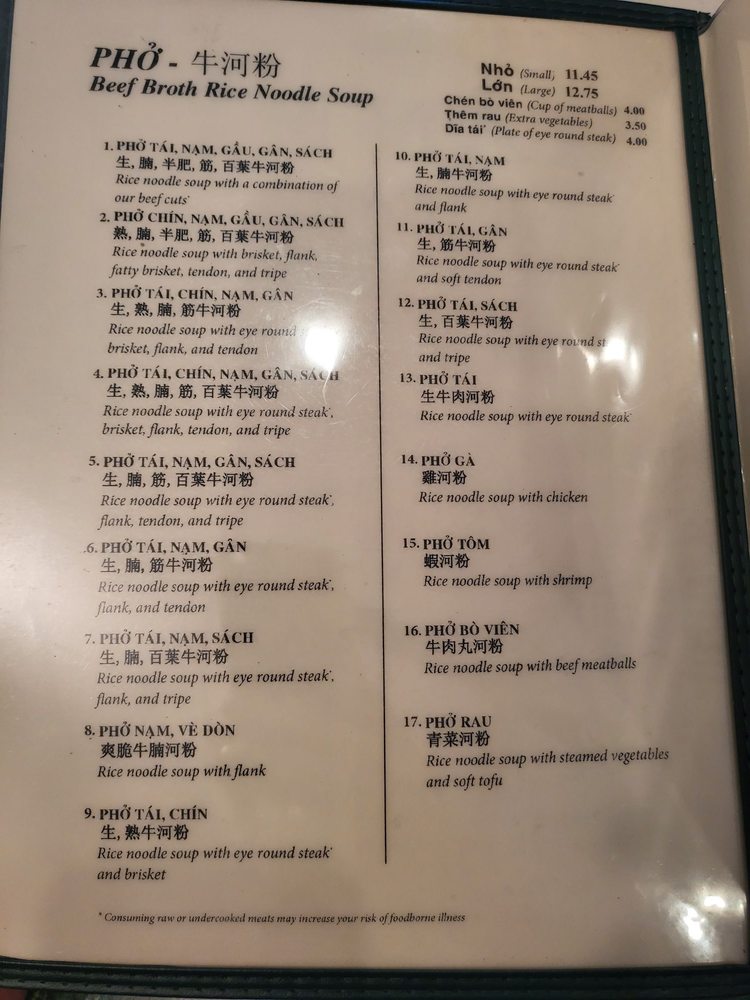 PHỞ - 牛河粉
Beef Broth Rice Noodle Soup
Nhỏ (Small) 11.45
Lớn (Large) 12.75
Chén bò viên (Cup of meatballs) 4.00
Thêm rau (Extra vegetables) 3.50
Dĩa tái* (Plate of eye round steak) 4.00
1. PHỞ TÁI, NẠM, GẦU, GÂN, SÁCH
生, 腩, 半肥, 筋, 百葉牛河粉
Rice noodle soup with a combination of
our beef cuts*
2. PHỞ CHÍN, NẠM, GẦU, GÂN, SÁCH
熟, 腩, 半肥, 筋, 百葉牛河粉
Rice noodle soup with brisket, flank,
fatty brisket, tendon, and tripe
3. PHỞ TÁI, CHÍN, NẠM, GÂN
生, 熟, 腩, 筋牛河粉
Rice noodle soup with eye round
brisket, flank, and tendon
4. PHỞ TÁI, CHÍN, NẠM, GÂN, SÁCH
生, 熟, 腩, 筋, 百葉牛河粉
Rice noodle soup with eye round steak*,
brisket, flank, tendon, and tripe
5. PHỞ TÁI, NẠM, GÂN, SÁCH
生, 腩, 筋, 百葉牛河粉
Rice noodle soup with eye round steak*,
flank, tendon, and tripe
6. PHỞ TÁI, NẠM, GÂN
生, 腩, 筋牛河粉
Rice noodle soup with eye round steak*,
flank, and tendon
7. PHỞ TÁI, NẠM, SÁCH
生, 腩, 百葉牛河粉
Rice noodle soup with eye round steak*,
flank, and tripe
8. PHỞ NẠM, VÈ DÒN
爽脆牛腩河粉
Rice noodle soup with flank
9. PHỞ TÁI, CHÍN
生, 熟牛河粉
Rice noodle soup with eye round steak*
and brisket
10. PHỞ TÁI, NẠM
生, 腩牛河粉
Rice noodle soup with eye round steak*
and flank
11. PHỞ TÁI, GÂN
生, 筋牛河粉
Rice noodle soup with eye round steak*
and soft tendon
12. PHỞ TÁI, SÁCH
生, 百葉牛河粉
Rice noodle soup with eye round
and tripe
13. PHỞ TÁI
生牛肉河粉
Rice noodle soup with eye round steak*
14. PHỞ GÀ
雞河粉
Rice noodle soup with chicken
15. PHỞ TÔM
蝦河粉
Rice noodle soup with shrimp
16. PHỞ BÒ VIÊN
牛肉丸河粉
Rice noodle soup with beef meatballs
17. PHỞ RAU
青菜河粉
Rice noodle soup with steamed vegetables
and soft tofu
* Consuming raw or undercooked meats may increase your risk of foodborne illness